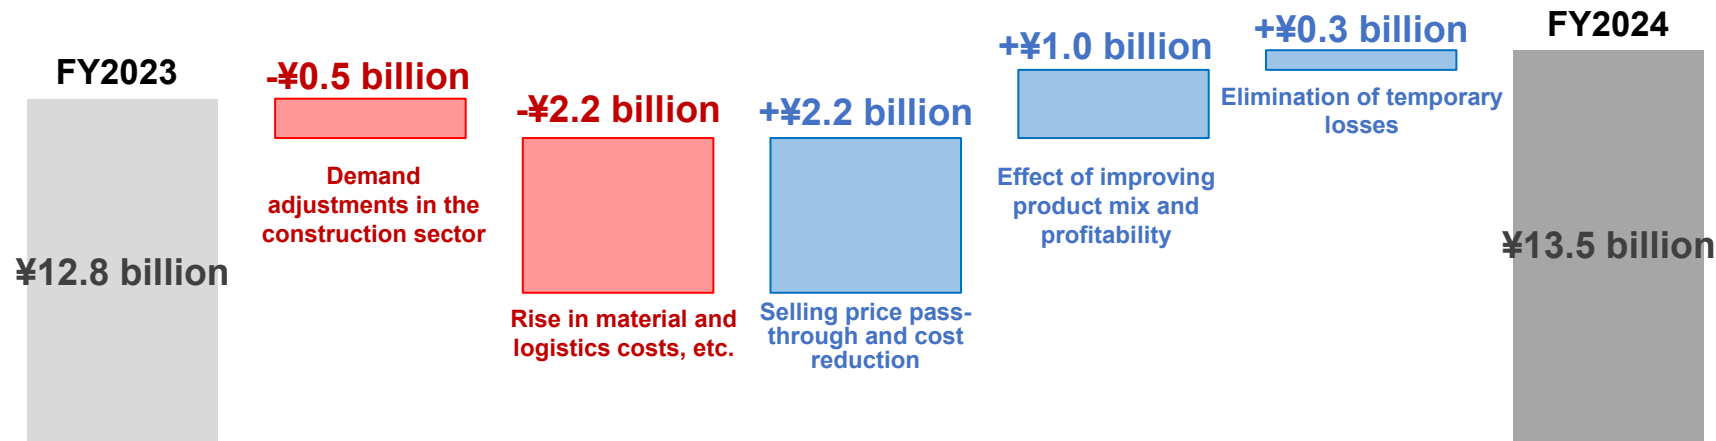 FY2023
¥12.8 billion
-¥0.5 billion
Demand
adjustments in the
construction sector
-¥2.2 billion
Rise in material and
logistics costs, etc.
+¥2.2 billion
Selling price pass-
through and cost
reduction
+¥1.0 billion
Effect of improving
product mix and
profitability
+¥0.3 billion
Elimination of temporary
losses
FY2024
¥13.5 billion